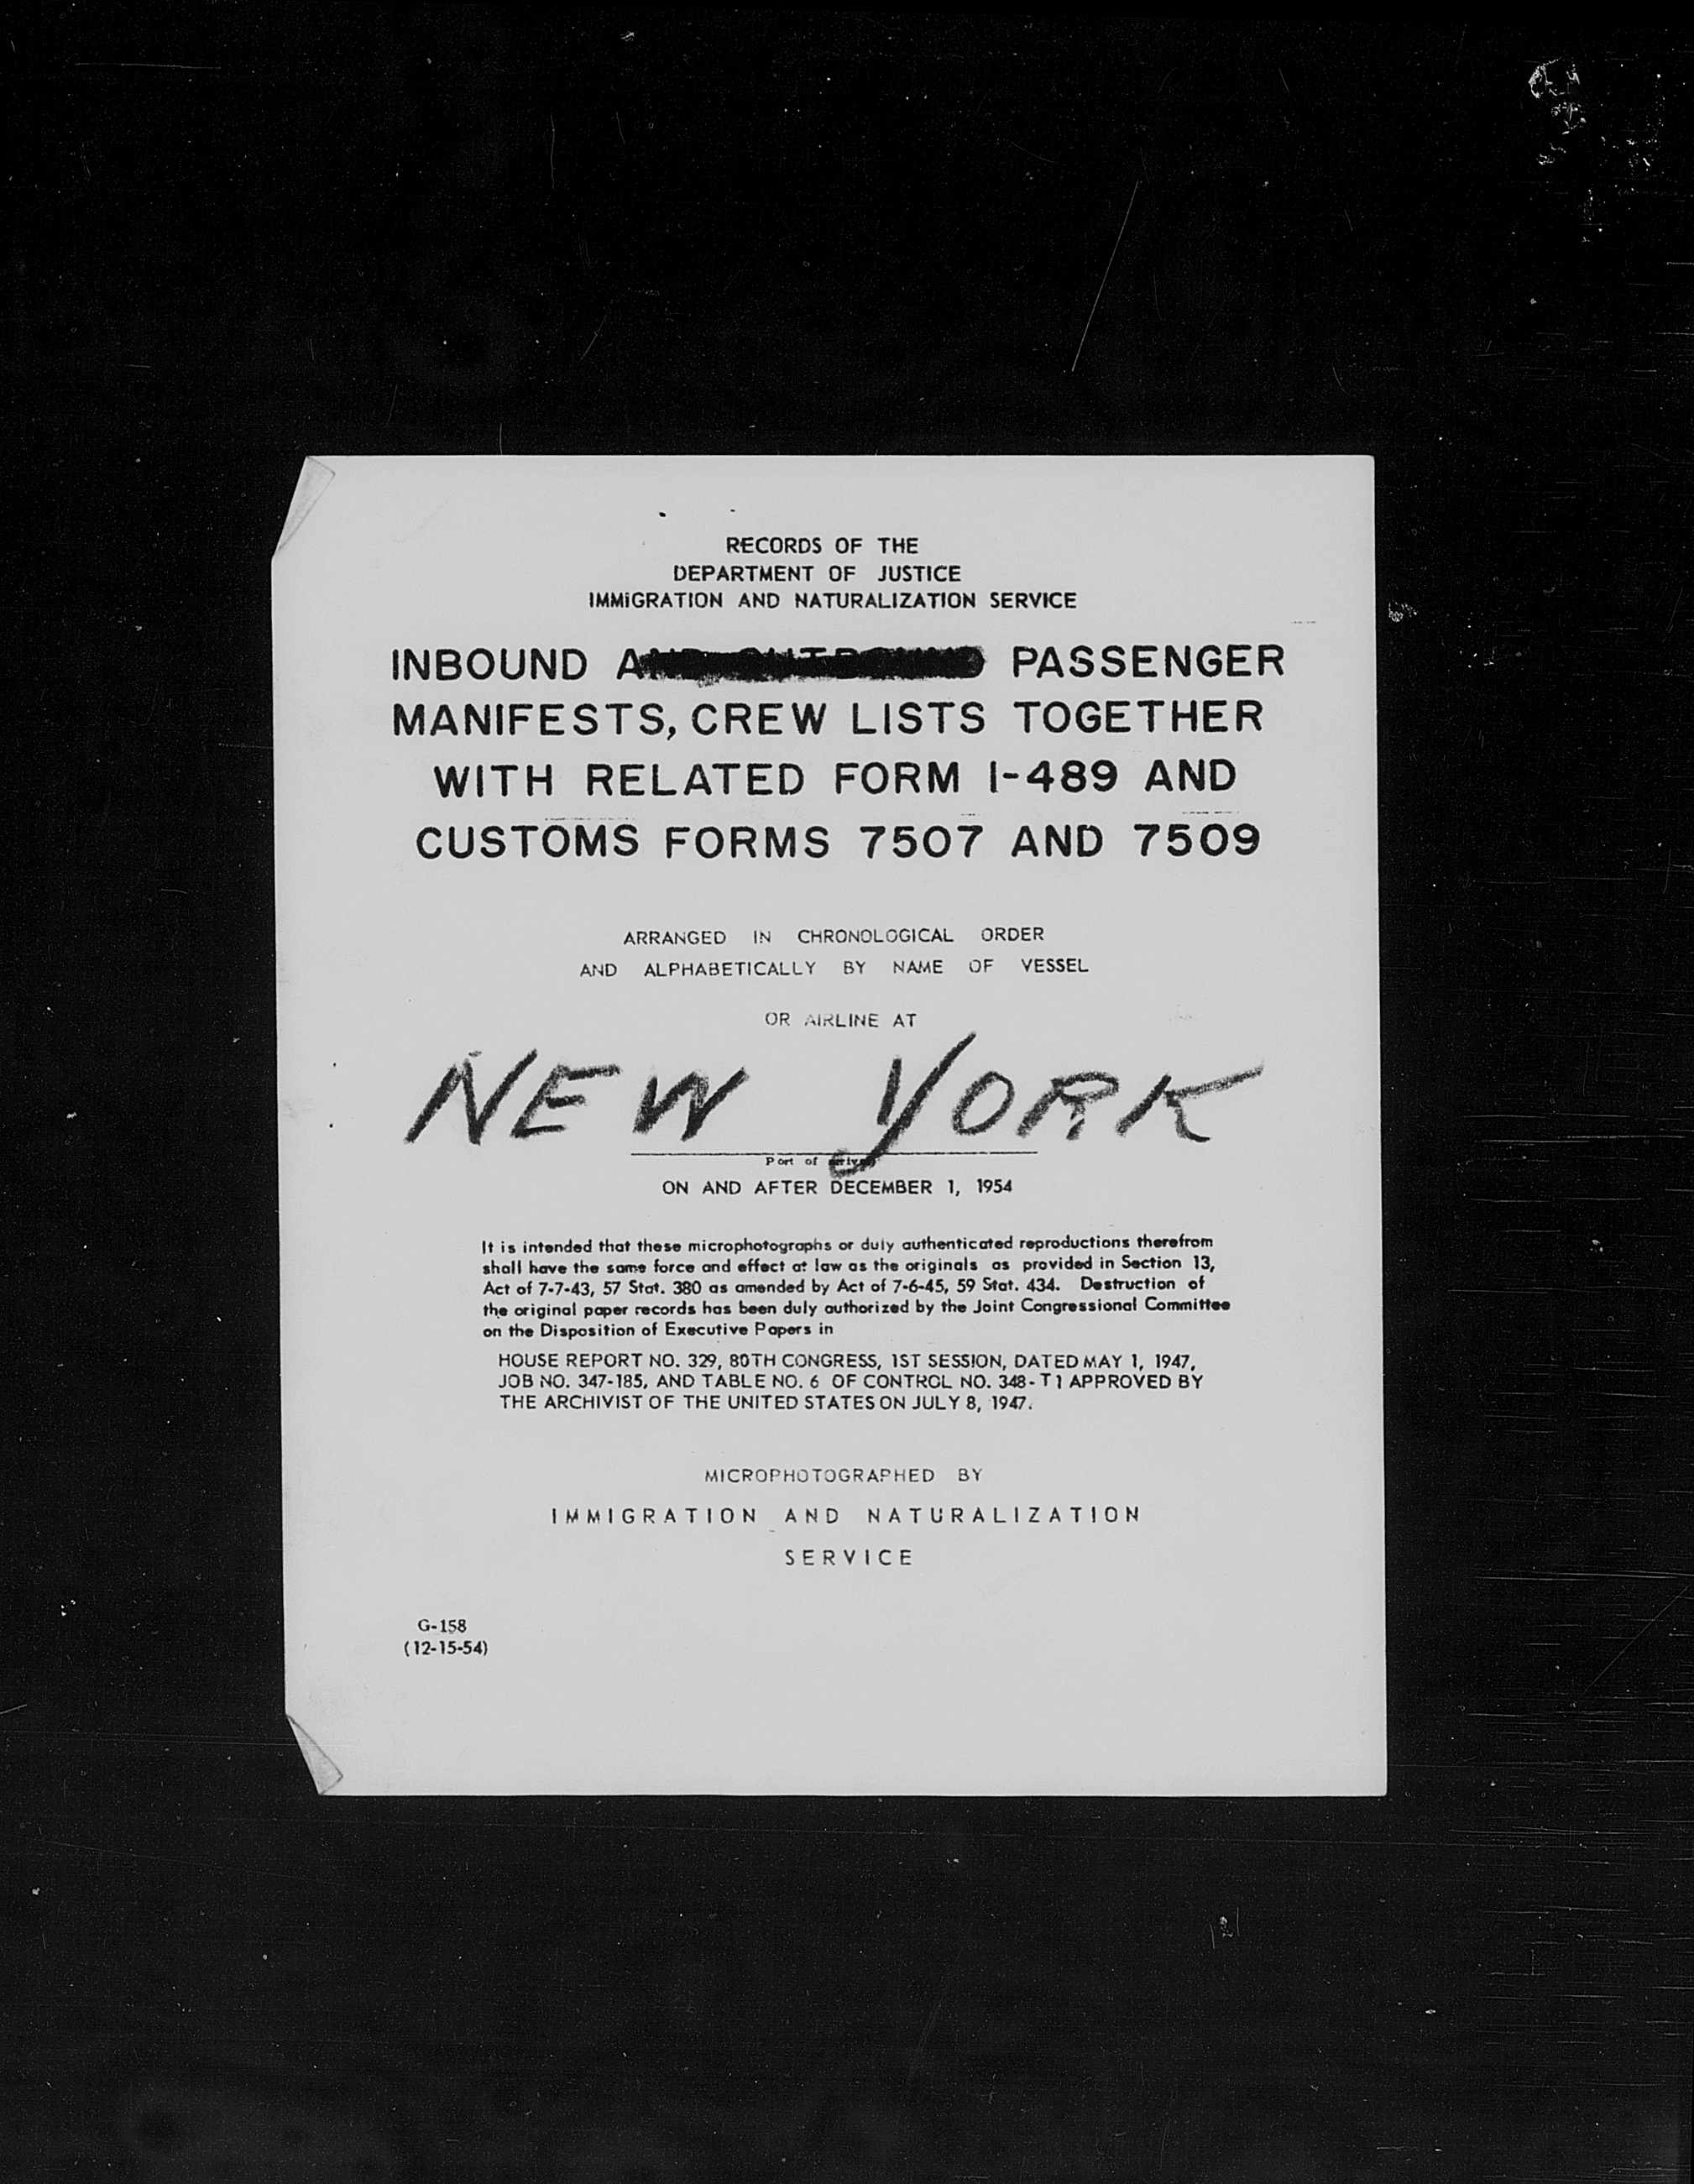 RECORDS OF THE
DEPARTMENT OF JUSTICE
IMMIGRATION AND NATURALIZATION SERVICE
INBOUND AND OUTBOUND PASSENGER
MANIFESTS, CREW LISTS TOGETHER
WITH RELATED FORM I-489 AND
CUSTOMS FORMS 7507 AND 7509
ARRANGED IN CHRONOLOGICAL ORDER
AND ALPHABETICALLY BY NAME OF VESSEL
OR AIRLINE AT
NEW YORK
Port of arrival
ON AND AFTER DECEMBER 1, 1954
It is intended that these microphotographs or duly authenticated reproductions therefrom
shall have the same force and effect at law as the originals as provided in Section 13,
Act of 7-7-43, 57 Stat. 380 as amended by Act of 7-6-45, 59 Stat. 434. Destruction of
the original paper records has been duly authorized by the Joint Congressional Committee
on the Disposition of Executive Papers in
HOUSE REPORT NO. 329, 80TH CONGRESS, 1ST SESSION, DATED MAY 1, 1947,
JOB NO. 347-185, AND TABLE NO. 6 OF CONTROL NO. 348-T1 APPROVED BY
THE ARCHIVIST OF THE UNITED STATES ON JULY 8, 1947.
MICROPHOTOGRAPHED BY
IMMIGRATION AND NATURALIZATION
SERVICE
G-158
(12-15-54)